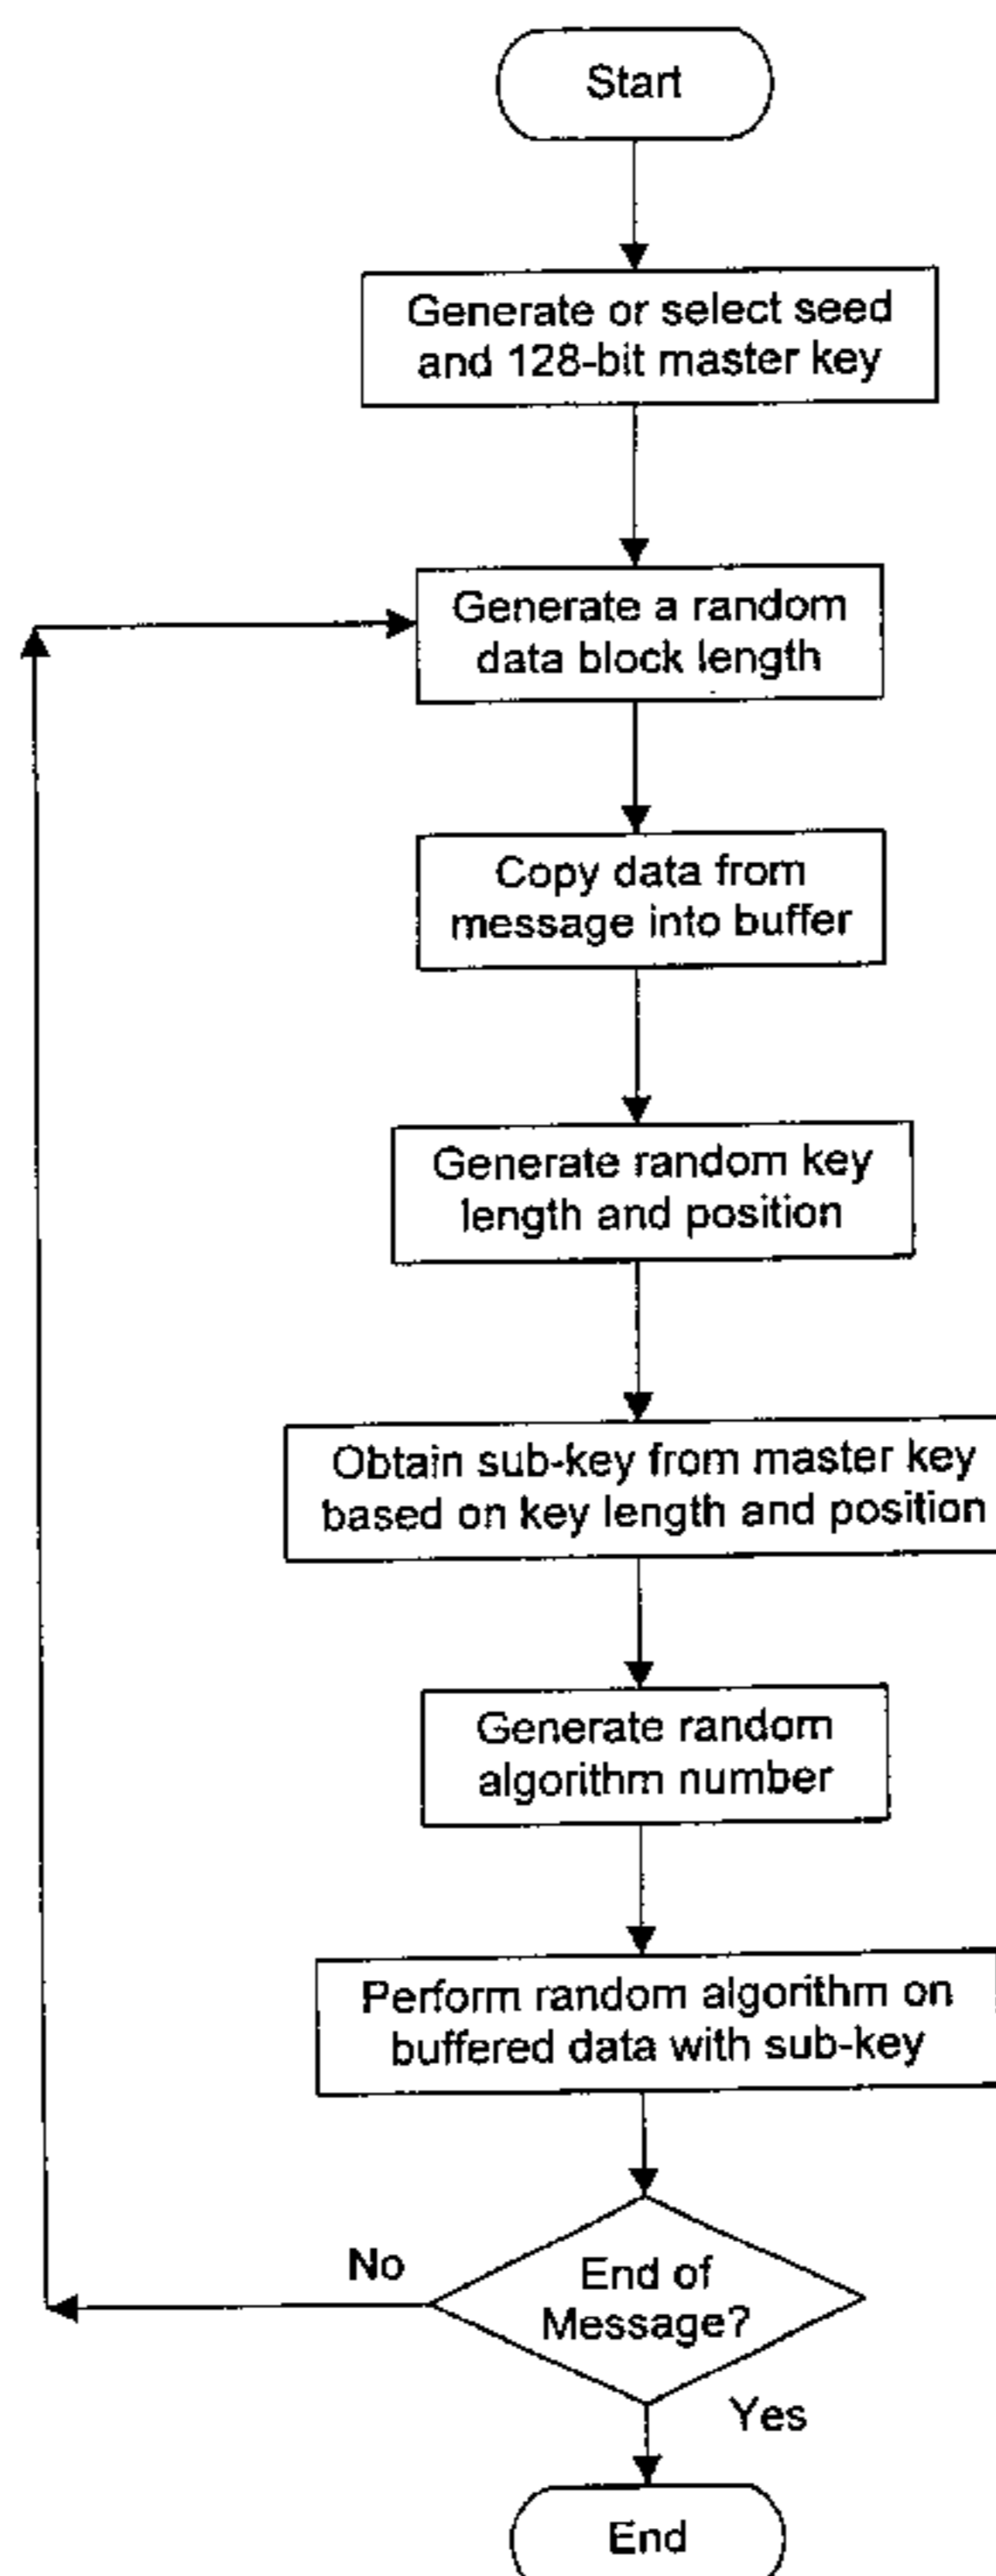 Start
Generate or select seed
and 128-bit master key
Generate a random
data block length
Copy data from
message into buffer
Generate random key
length and position
Obtain sub-key from master key
based on key length and position
Generate random
algorithm number
Perform random algorithm on
buffered data with sub-key
No
End of
Message?
Yes
End